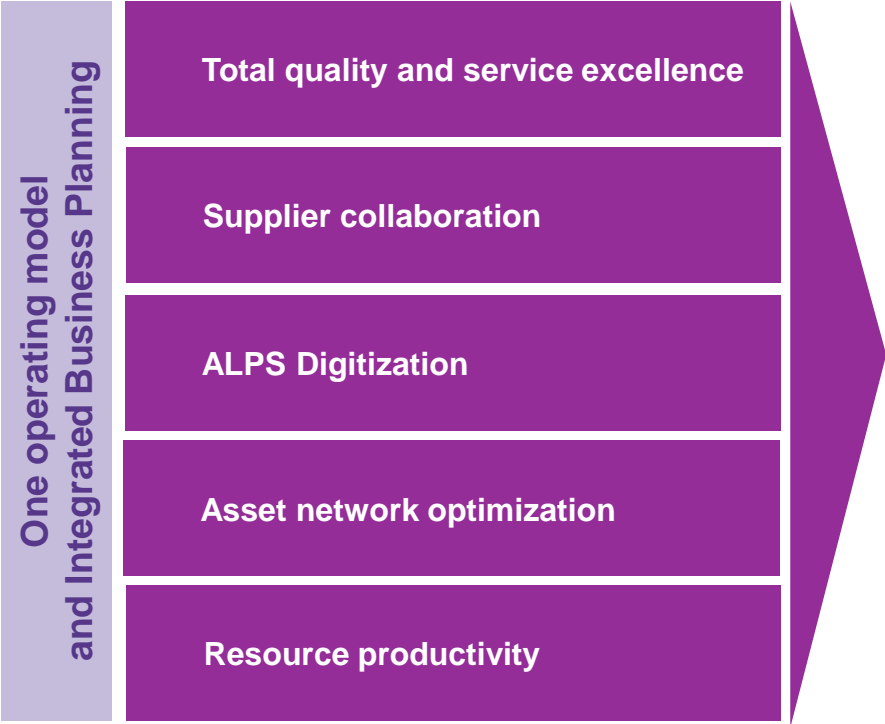 One operating model
and Integrated Business Planning
Total quality and service excellence
Supplier collaboration
ALPS Digitization
Asset network optimization
Resource productivity